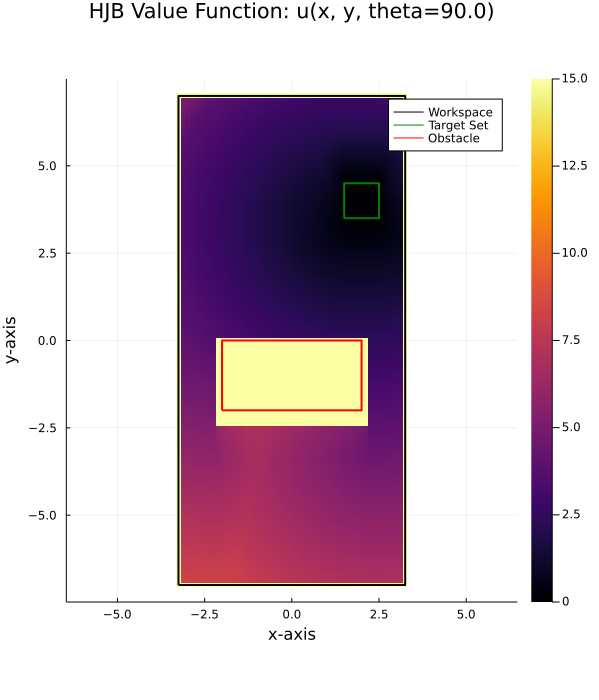 HJB Value Function: u(x, y, theta=90.0)
Workspace
Target Set
Obstacle
y-axis
5.0
2.5
0.0
−2.5
−5.0
−5.0 −2.5 0.0 2.5 5.0
x-axis
15.0
12.5
10.0
7.5
5.0
2.5
0